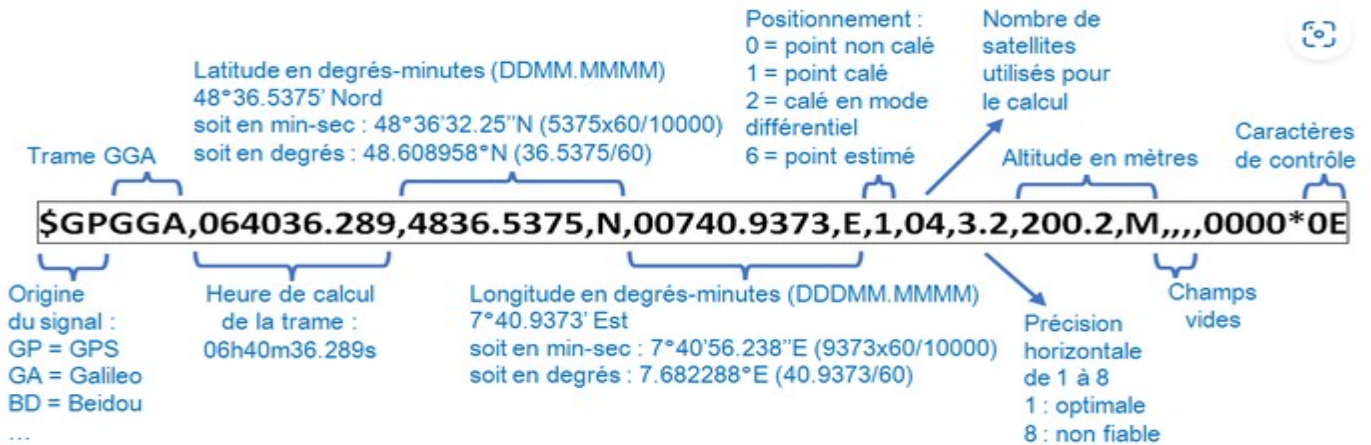 Positionnement :
0 = point non calé
1 = point calé
2 = calé en mode
différentiel
6 = point estimé
Nombre de
satellites
utilisés pour
le calcul
Latitude en degrés-minutes (DDMM.MMMM)
48°36.5375' Nord
soit en min-sec : 48°36'32.25''N (5375x60/10000)
soit en degrés : 48.608958°N (36.5375/60)
Trame GGA
Altitude en mètres
Caractères
de contrôle
$GPGGA,064036.289,4836.5375,N,00740.9373,E,1,04,3.2,200.2,M,,,,0000*0E
Origine
du signal :
GP = GPS
GA = Galileo
BD = Beidou
...
Heure de calcul
de la trame :
06h40m36.289s
Longitude en degrés-minutes (DDDMM.MMMM)
7°40.9373' Est
soit en min-sec : 7°40'56.238''E (9373x60/10000)
soit en degrés : 7.682288°E (40.9373/60)
Précision
horizontale
de 1 à 8
1 : optimale
8 : non fiable
Champs
vides